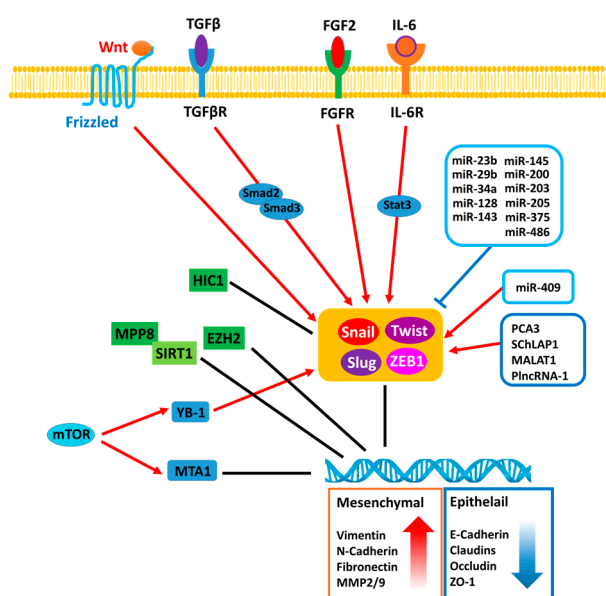 TGFβ
FGF2
IL-6
Wnt
Frizzled
TGFβR
FGFR
IL-6R
Smad2
Smad3
Stat3
miR-23b
miR-29b
miR-34a
miR-128
miR-143
miR-145
miR-200
miR-203
miR-205
miR-375
miR-486
HIC1
miR-409
MPP8
SIRT1
EZH2
Snail
Twist
Slug
ZEB1
PCA3
SChLAP1
MALAT1
PlncRNA-1
mTOR
YB-1
MTA1
Mesenchymal
Vimentin
N-Cadherin
Fibronectin
MMP2/9
Epithelail
E-Cadherin
Claudins
Occludin
ZO-1